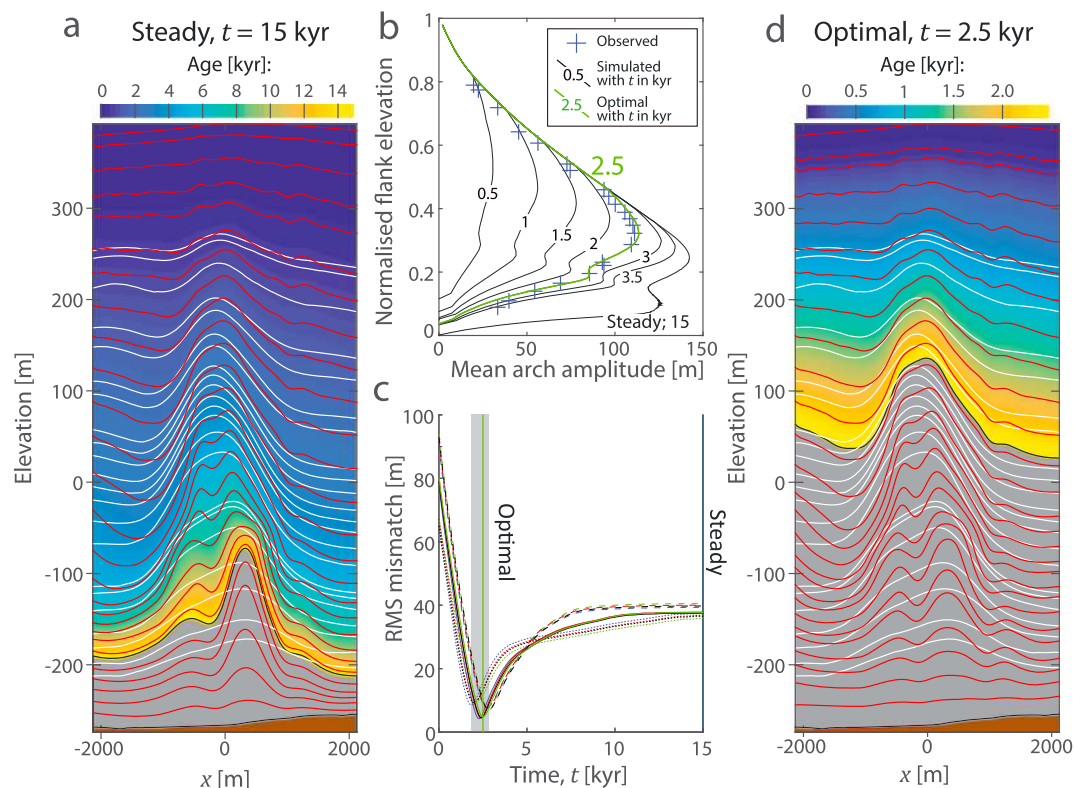 a
Steady, t = 15 kyr
Age [kyr]:
0 2 4 6 8 10 12 14
Elevation [m]
300
200
100
0
-100
-200
-2000 0 2000
x [m]
b
Normalised flank elevation
1
0.8
0.6
0.4
0.2
0
Observed
0.5 Simulated
with t in kyr
2.5 Optimal
with t in kyr
2.5
0.5
1
1.5
2
3
3.5
Steady; 15
0 50 100 150
Mean arch amplitude [m]
c
RMS mismatch [m]
100
80
60
40
20
0
Optimal
Steady
0 5 10 15
Time, t [kyr]
d
Optimal, t = 2.5 kyr
Age [kyr]:
0 0.5 1 1.5 2.0
Elevation [m]
300
200
100
0
-100
-200
-2000 0 2000
x [m]